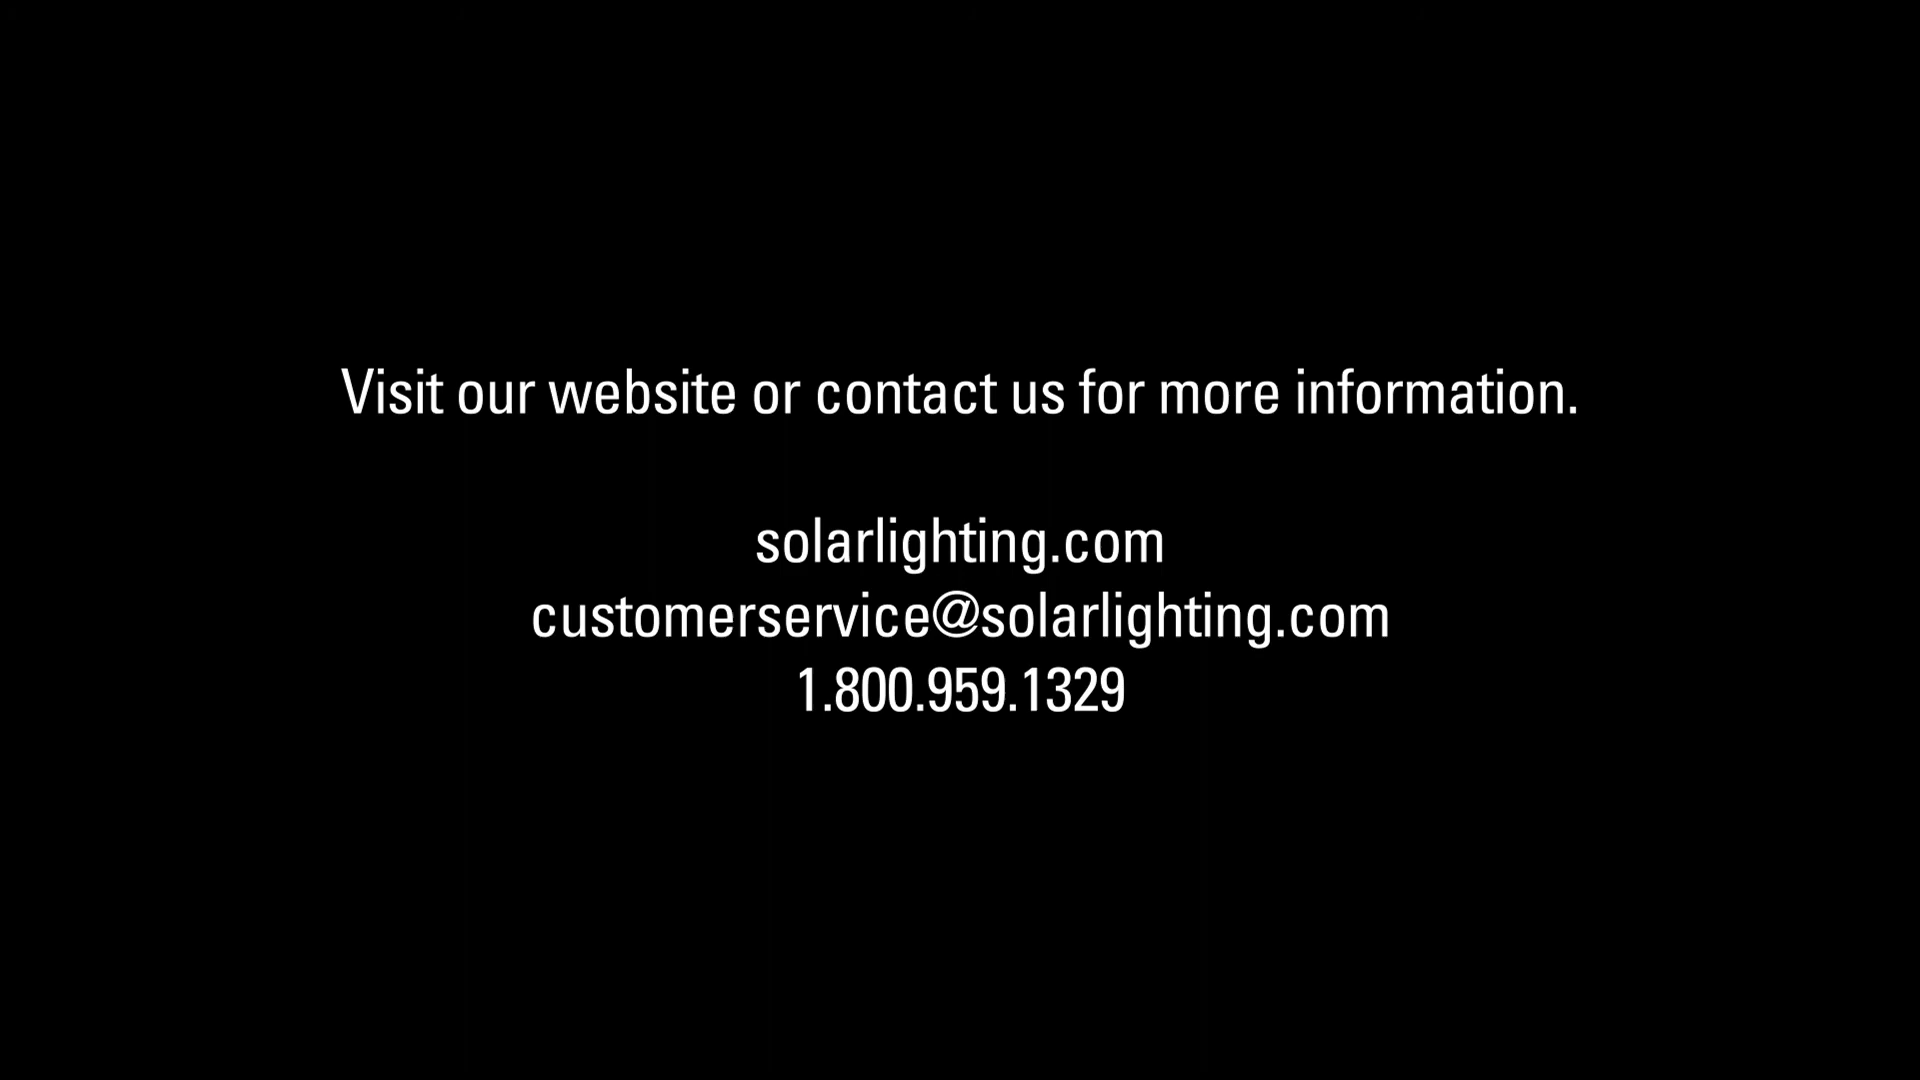 Visit our website or contact us for more information.
solarlighting.com
customerservice@solarlighting.com
1.800.959.1329